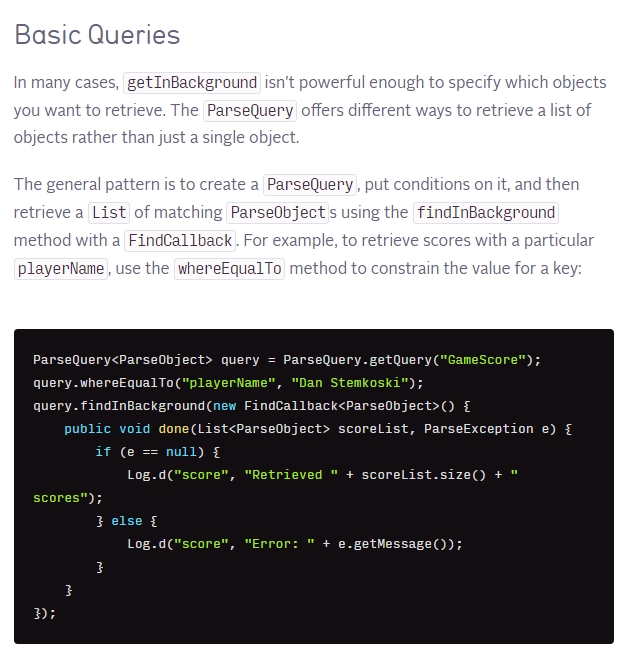 Basic Queries
In many cases, getInBackground isn't powerful enough to specify which objects
you want to retrieve. The ParseQuery offers different ways to retrieve a list of
objects rather than just a single object.
The general pattern is to create a ParseQuery, put conditions on it, and then
retrieve a List of matching ParseObjects using the findInBackground
method with a FindCallback. For example, to retrieve scores with a particular
playerName, use the whereEqualTo method to constrain the value for a key:
ParseQuery<ParseObject> query = ParseQuery.getQuery("GameScore");
query.whereEqualTo("playerName", "Dan Stemkoski");
query.findInBackground(new FindCallback<ParseObject>() {
    public void done(List<ParseObject> scoreList, ParseException e) {
        if (e == null) {
            Log.d("score", "Retrieved " + scoreList.size() + "
scores");
        } else {
            Log.d("score", "Error: " + e.getMessage());
        }
    }
});